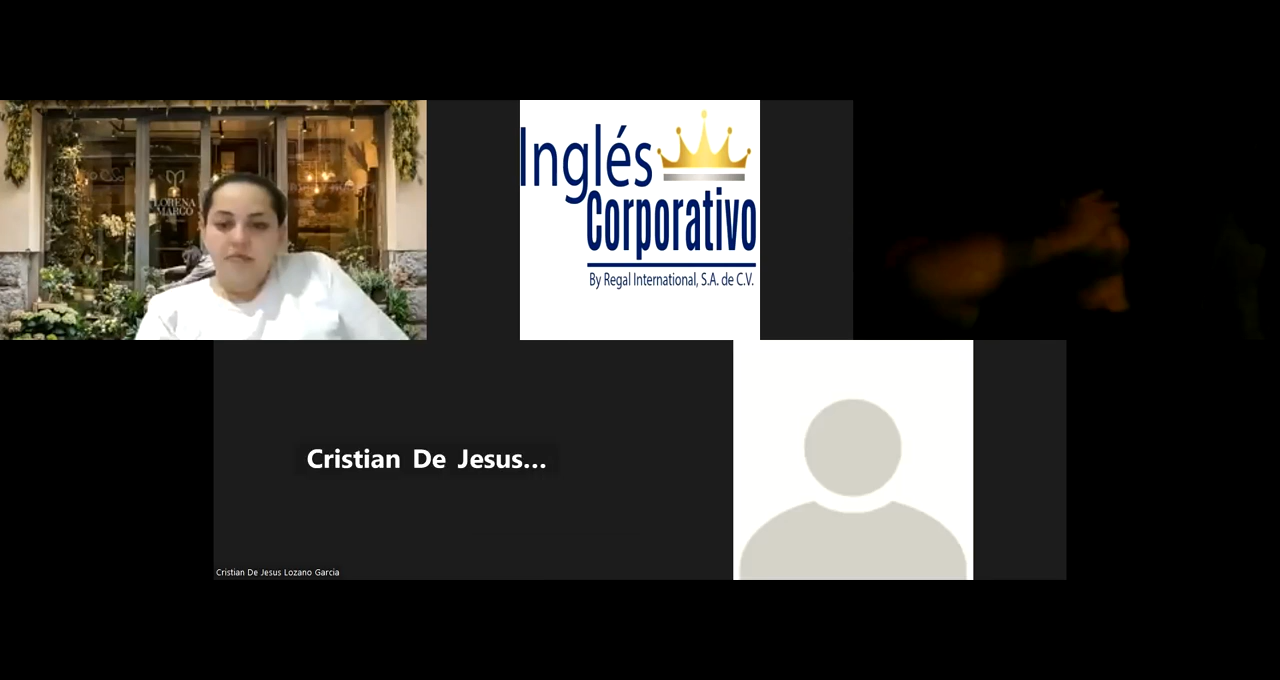 LORENA
MARGO
Inglés
Corporativo
By Regal International, S.A. de C.V.
Cristian De Jesus...
Cristian De Jesus Lozano Garcia